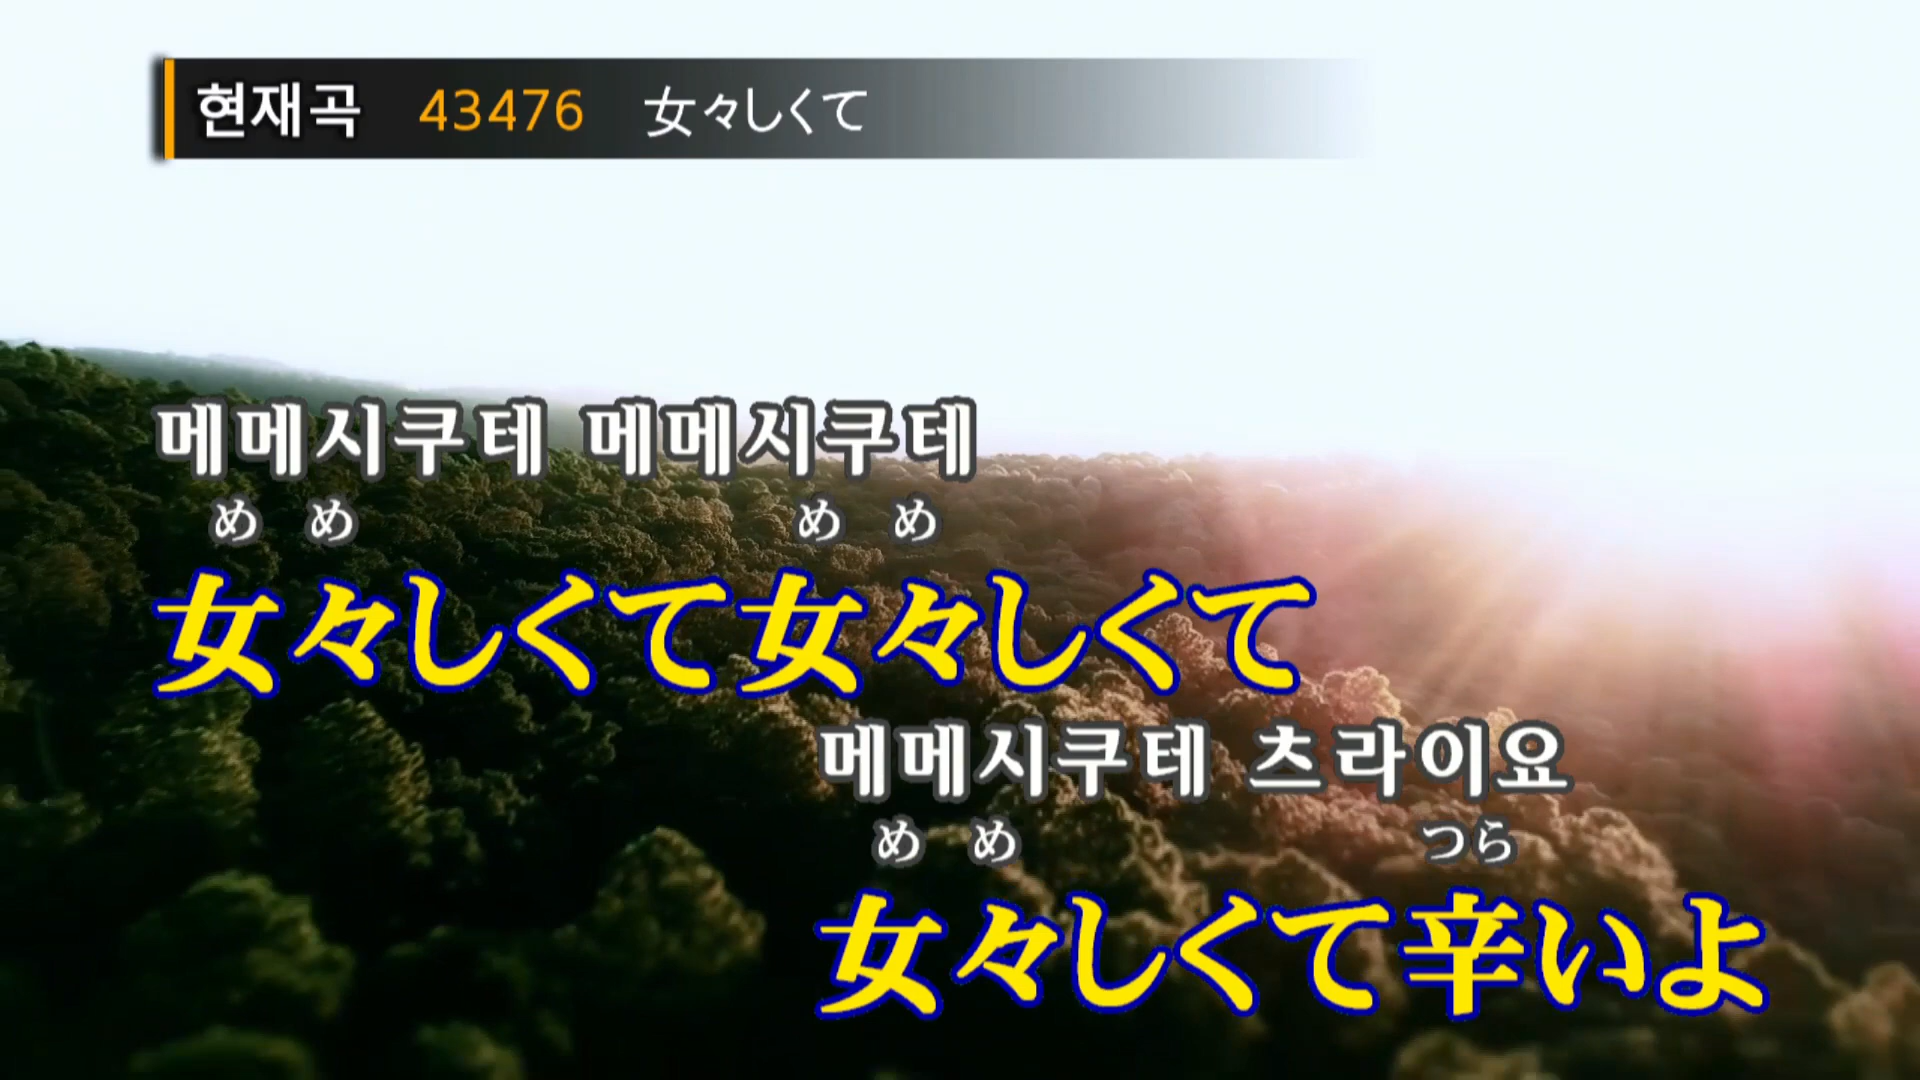 현재곡 43476 女々しくて
메메시쿠테 메메시쿠테
め め め め
女々しくて女々しくて
메메시쿠테 츠라이요
め め つら
女々しくて辛いよ